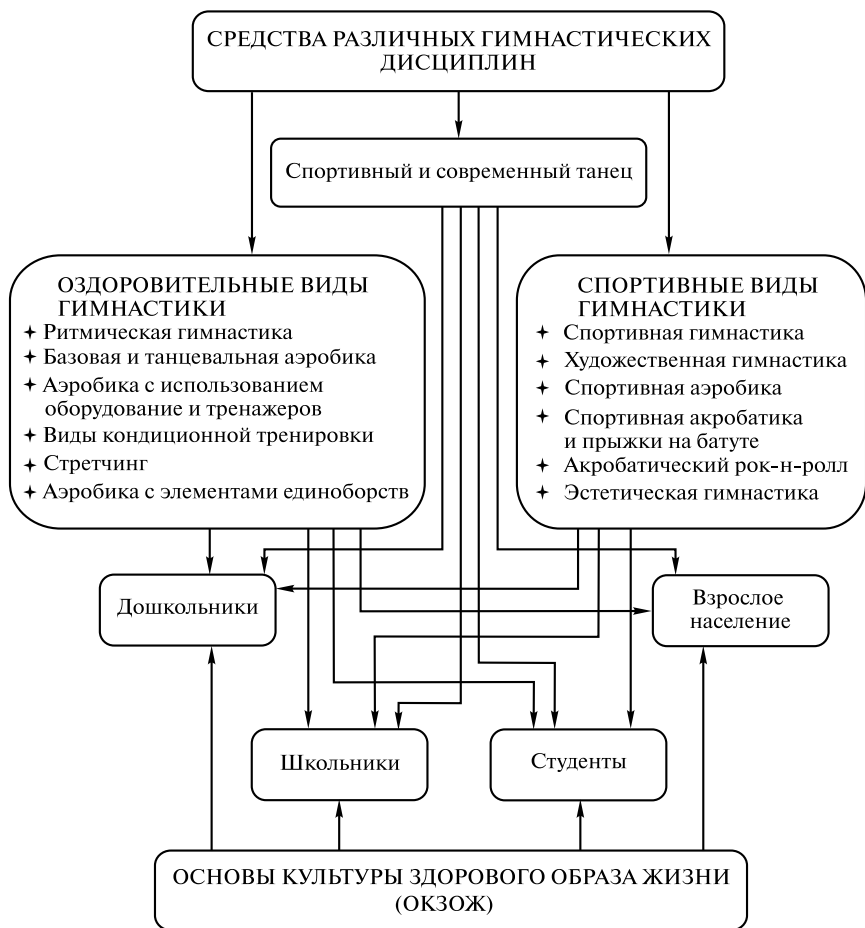 СРЕДСТВА РАЗЛИЧНЫХ ГИМНАСТИЧЕСКИХ
ДИСЦИПЛИН
Спортивный и современный танец
ОЗДОРОВИТЕЛЬНЫЕ ВИДЫ
ГИМНАСТИКИ
Ритмическая гимнастика
Базовая и танцевальная аэробика
Аэробика с использованием
оборудование и тренажеров
Виды кондиционной тренировки
Стретчинг
Аэробика с элементами единоборств
СПОРТИВНЫЕ ВИДЫ
ГИМНАСТИКИ
Спортивная гимнастика
Художественная гимнастика
Спортивная аэробика
Спортивная акробатика
и прыжки на батуте
Акробатический рок-н-ролл
Эстетическая гимнастика
Дошкольники
Взрослое
население
Школьники
Студенты
ОСНОВЫ КУЛЬТУРЫ ЗДОРОВОГО ОБРАЗА ЖИЗНИ
(ОКЗОЖ)